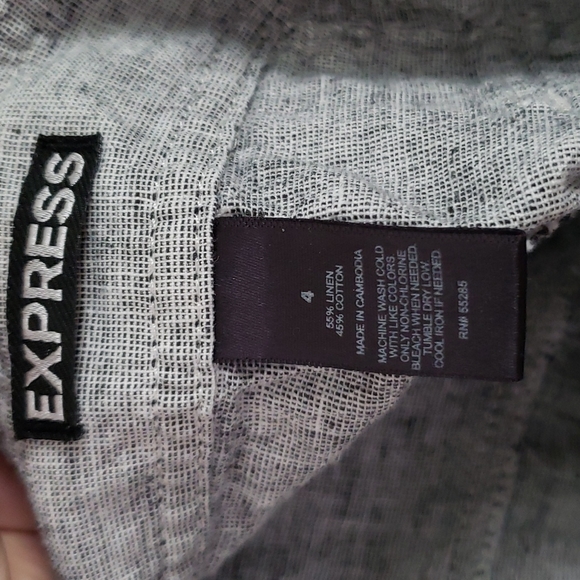 EXPRESS
4
55% LINEN
45% COTTON
MADE IN CAMBODIA
MACHINE WASH COLD
WITH LIKE COLORS
ONLY NON-CHLORINE
BLEACH WHEN NEEDED.
TUMBLE DRY LOW.
COOL IRON IF NEEDED.
RN# 55285